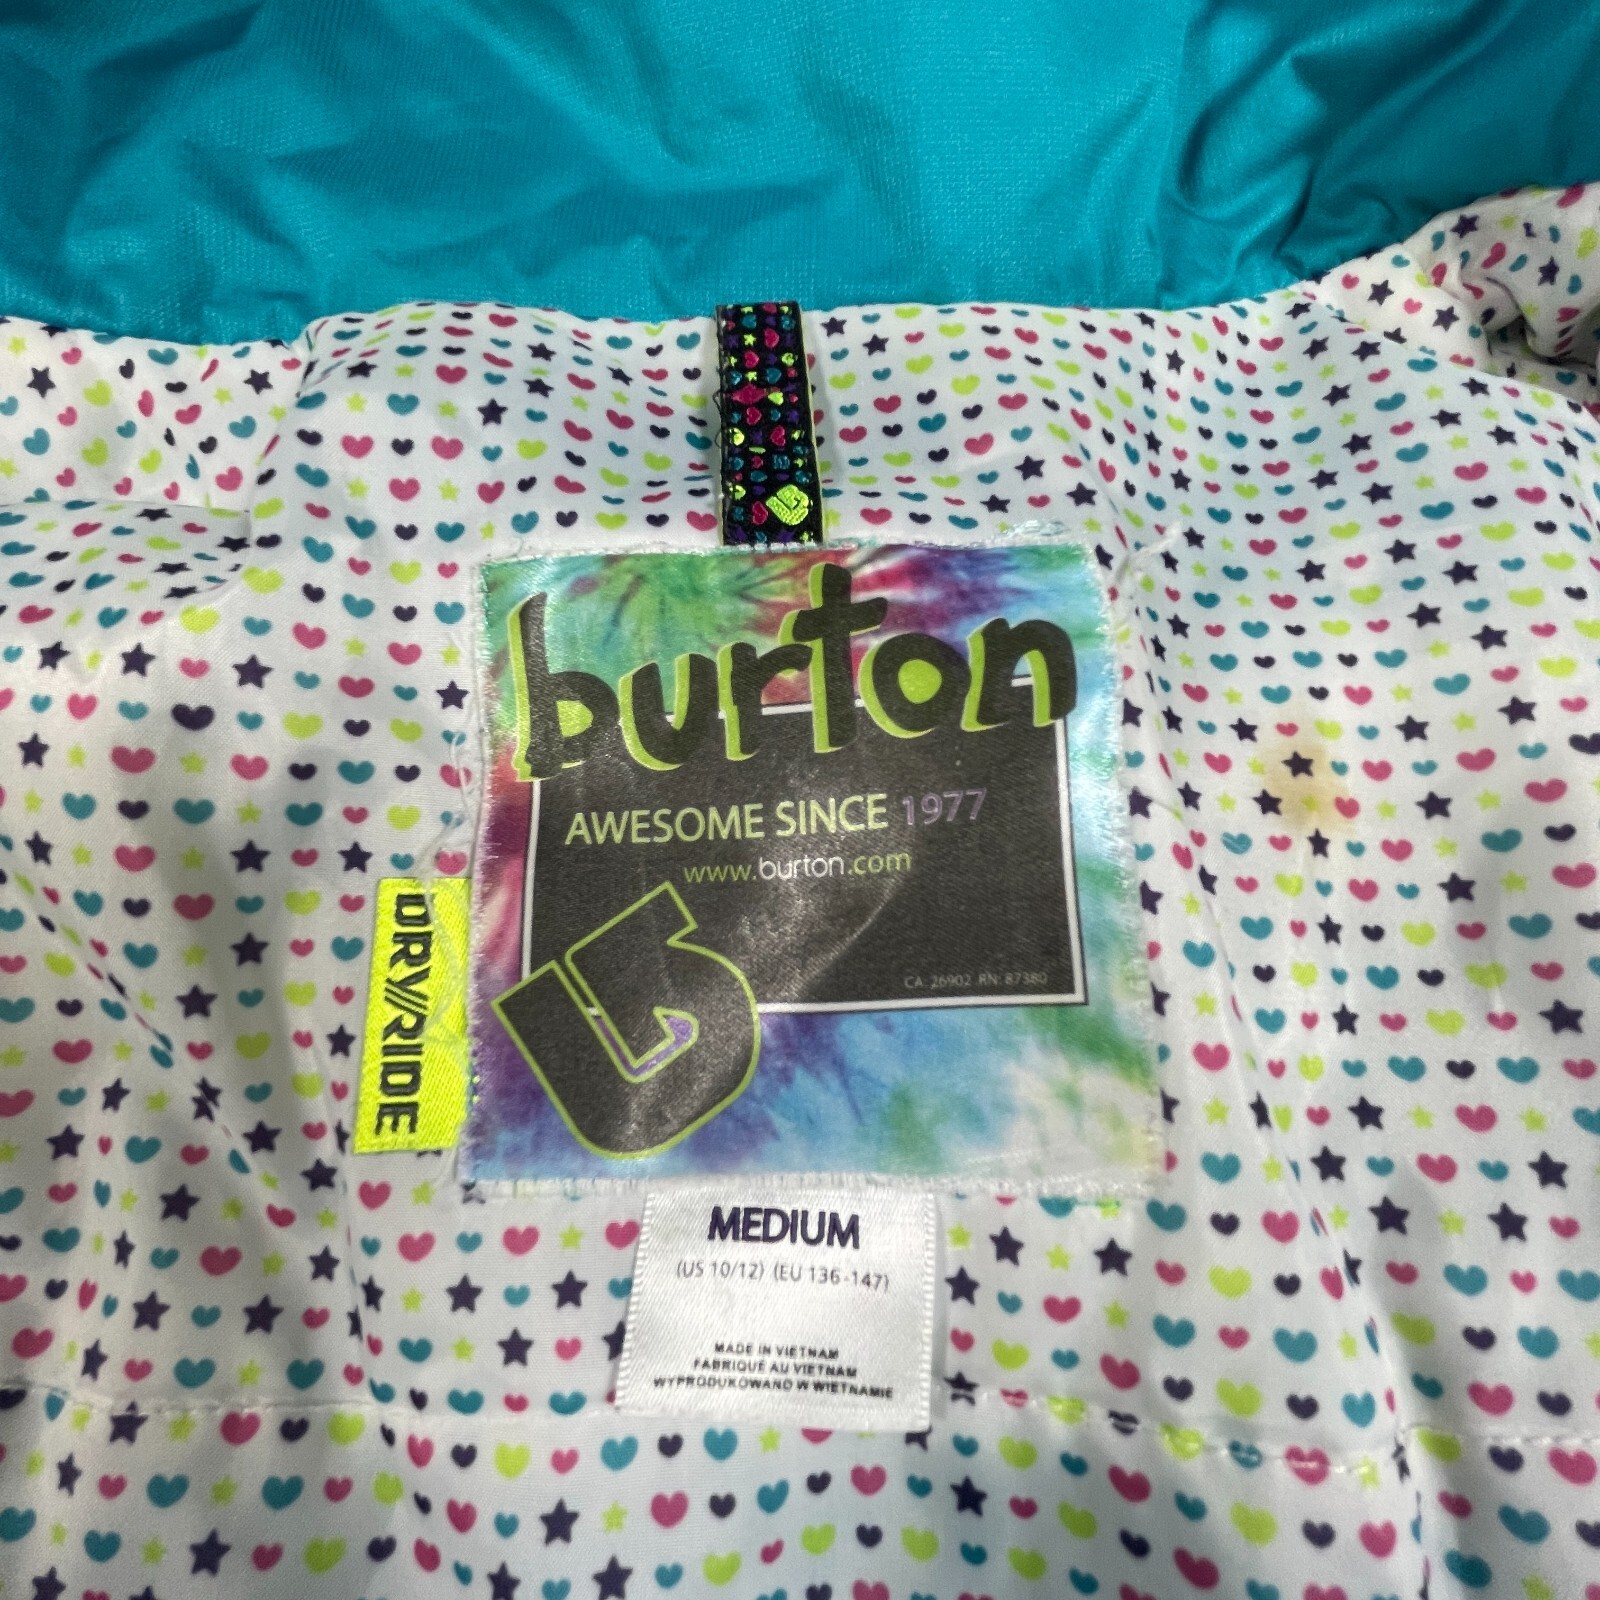 burton
AWESOME SINCE 1977
www.burton.com
CA: 26902 RN: 87380
DRY//RIDE
MEDIUM
(US 10/12) (EU 136-147)
MADE IN VIETNAM
FABRIQUÉ AU VIETNAM
WYPRODUKOWANO W WIETNAMIE